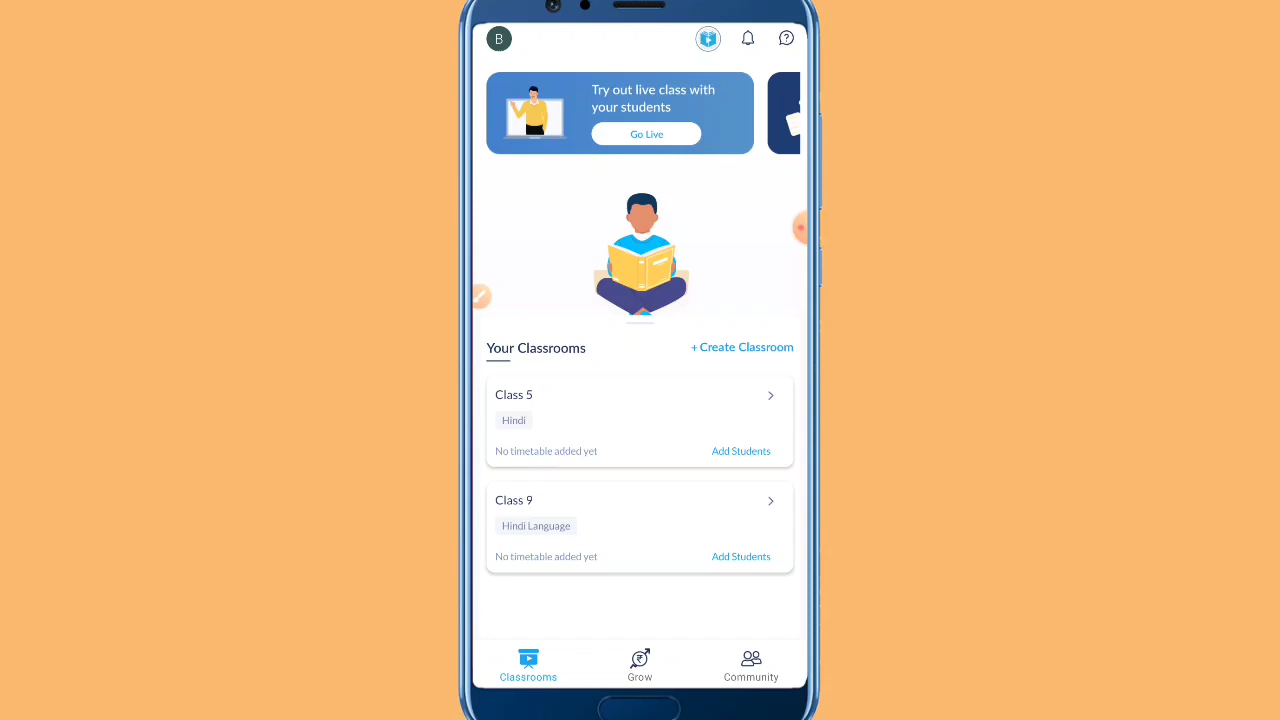 B
Try out live class with
your students
Go Live
Your Classrooms
+ Create Classroom
Class 5
Hindi
No timetable added yet
Add Students
Class 9
Hindi Language
No timetable added yet
Add Students
Classrooms
Grow
Community